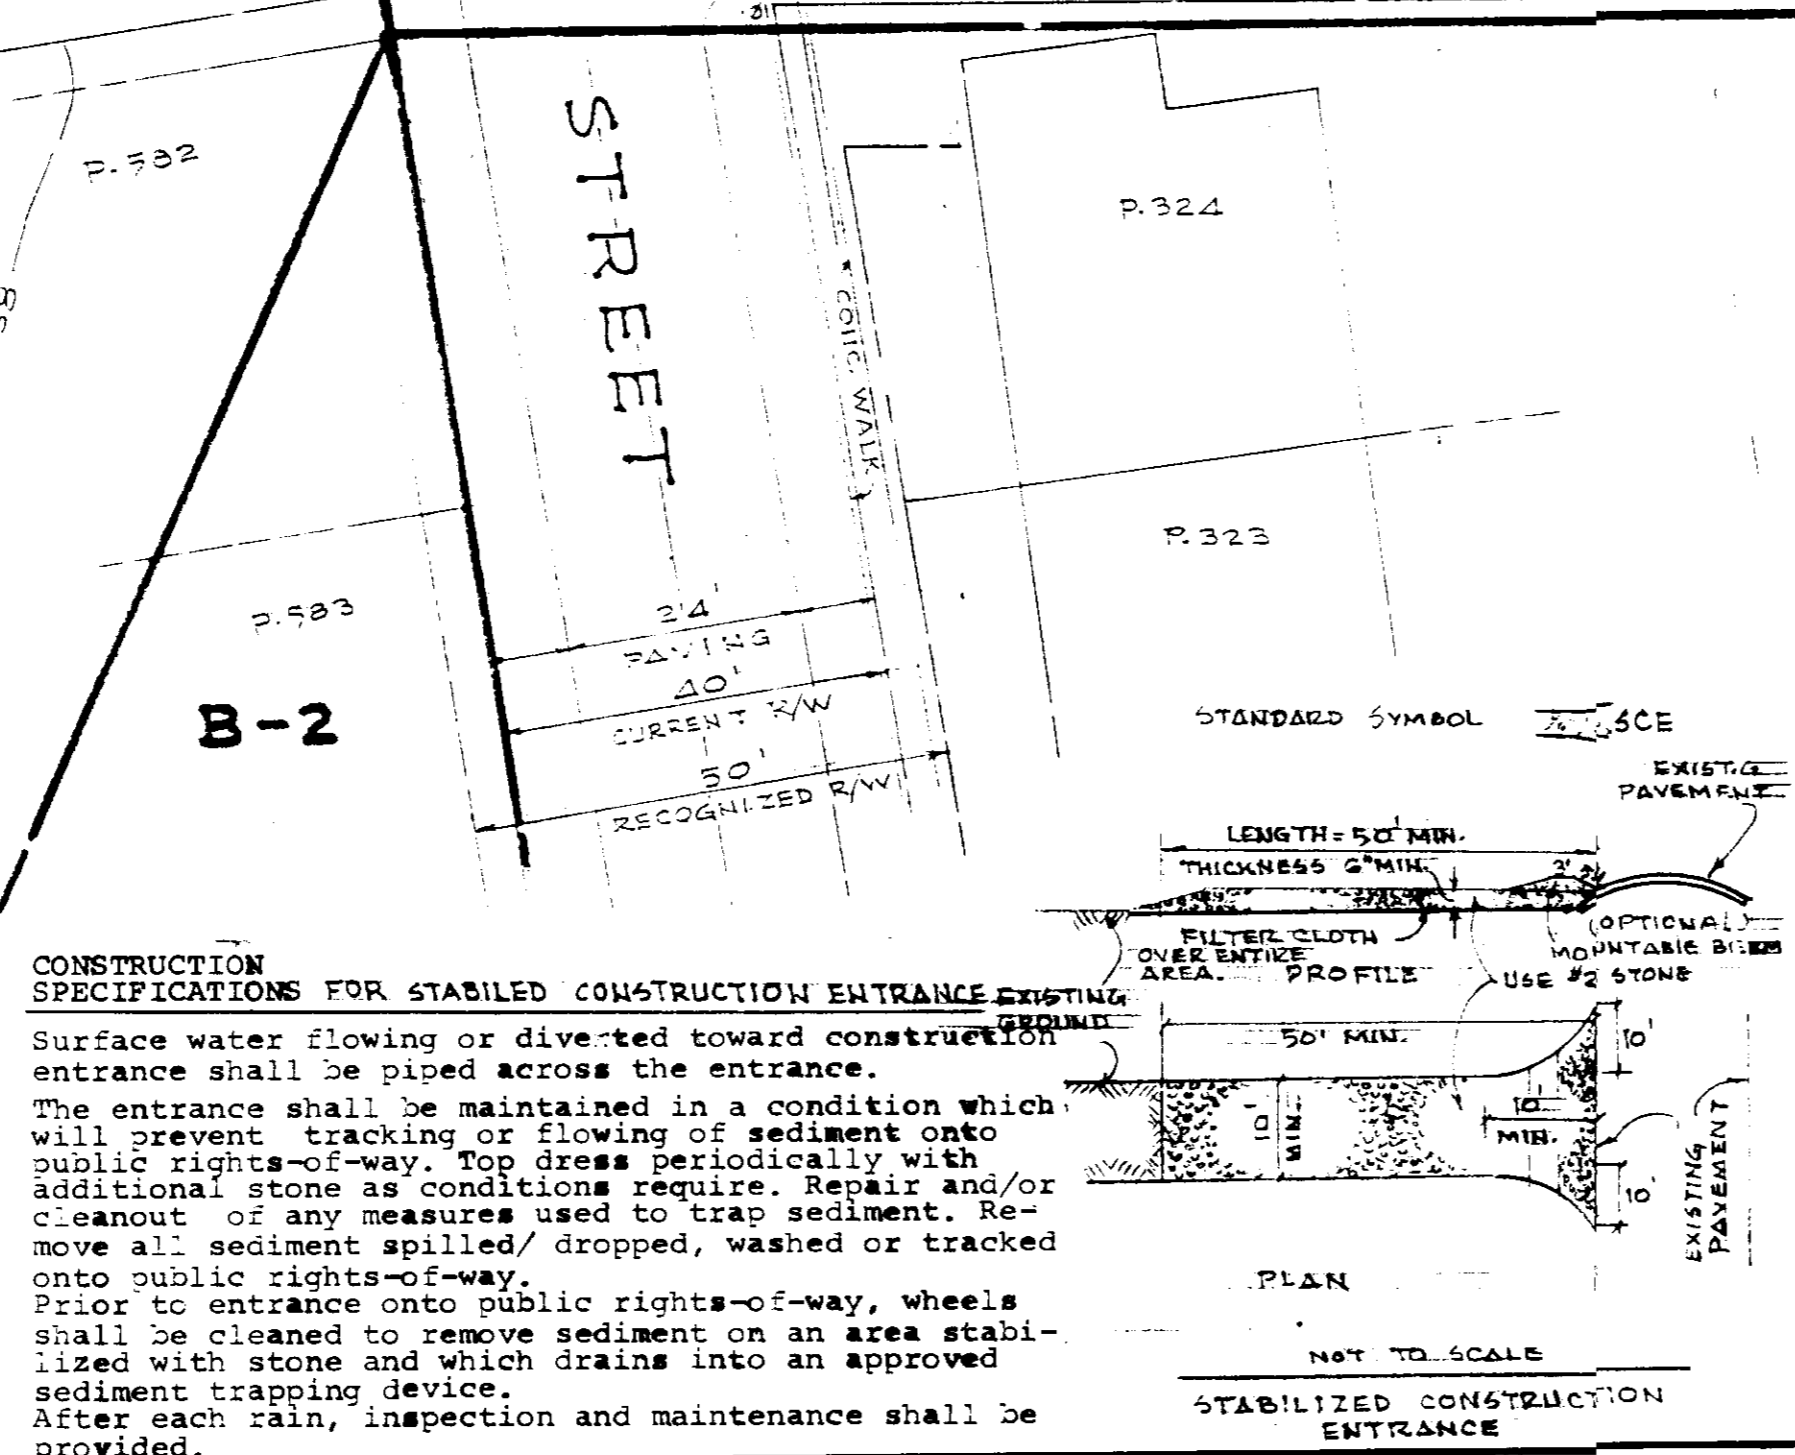 P.582
STREET
P.324
CONC. WALK
P.323
P.583
24'
PAVING
40'
CURRENT R/W
50'
RECOGNIZED R/W
B-2
STANDARD SYMBOL SCE
EXIST.G
PAVEMENT
LENGTH = 50' MIN.
THICKNESS 6" MIN.
FILTER CLOTH
OVER ENTIRE
AREA.
PROFILE
(OPTIONAL)
MOUNTABLE
USE #2 STONE
EXISTING
GROUND
50' MIN.
10'
10'
MIN.
10'
MIN.
10'
EXISTING
PAVEMENT
PLAN
NOT TO SCALE
STABILIZED CONSTRUCTION
ENTRANCE
CONSTRUCTION
SPECIFICATIONS FOR STABILED CONSTRUCTION ENTRANCE
Surface water flowing or diverted toward construction
entrance shall be piped across the entrance.
The entrance shall be maintained in a condition which
will prevent tracking or flowing of sediment onto
public rights-of-way. Top dress periodically with
additional stone as conditions require. Repair and/or
cleanout of any measures used to trap sediment. Re-
move all sediment spilled/ dropped, washed or tracked
onto public rights-of-way.
Prior to entrance onto public rights-of-way, wheels
shall be cleaned to remove sediment on an area stabi-
lized with stone and which drains into an approved
sediment trapping device.
After each rain, inspection and maintenance shall be
provided.